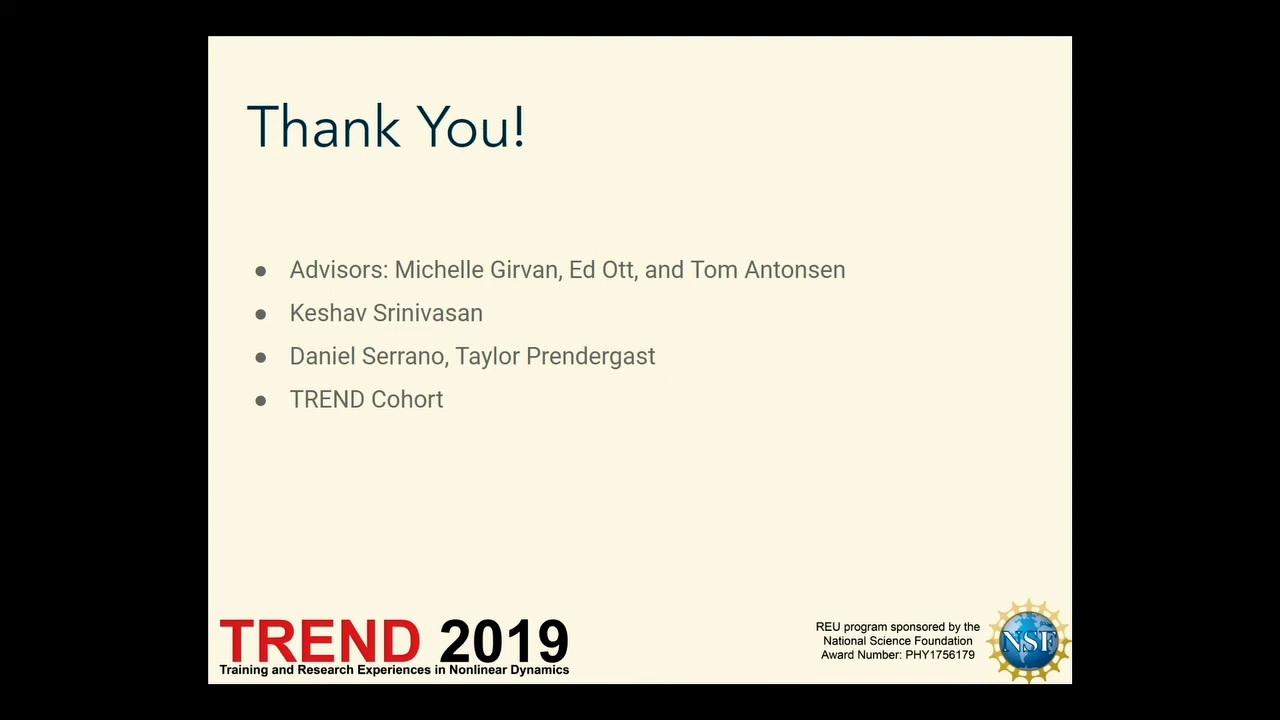 Thank You!
● Advisors: Michelle Girvan, Ed Ott, and Tom Antonsen
● Keshav Srinivasan
● Daniel Serrano, Taylor Prendergast
● TREND Cohort
TREND 2019
Training and Research Experiences in Nonlinear Dynamics
REU program sponsored by the
National Science Foundation
Award Number: PHY1756179
NSF